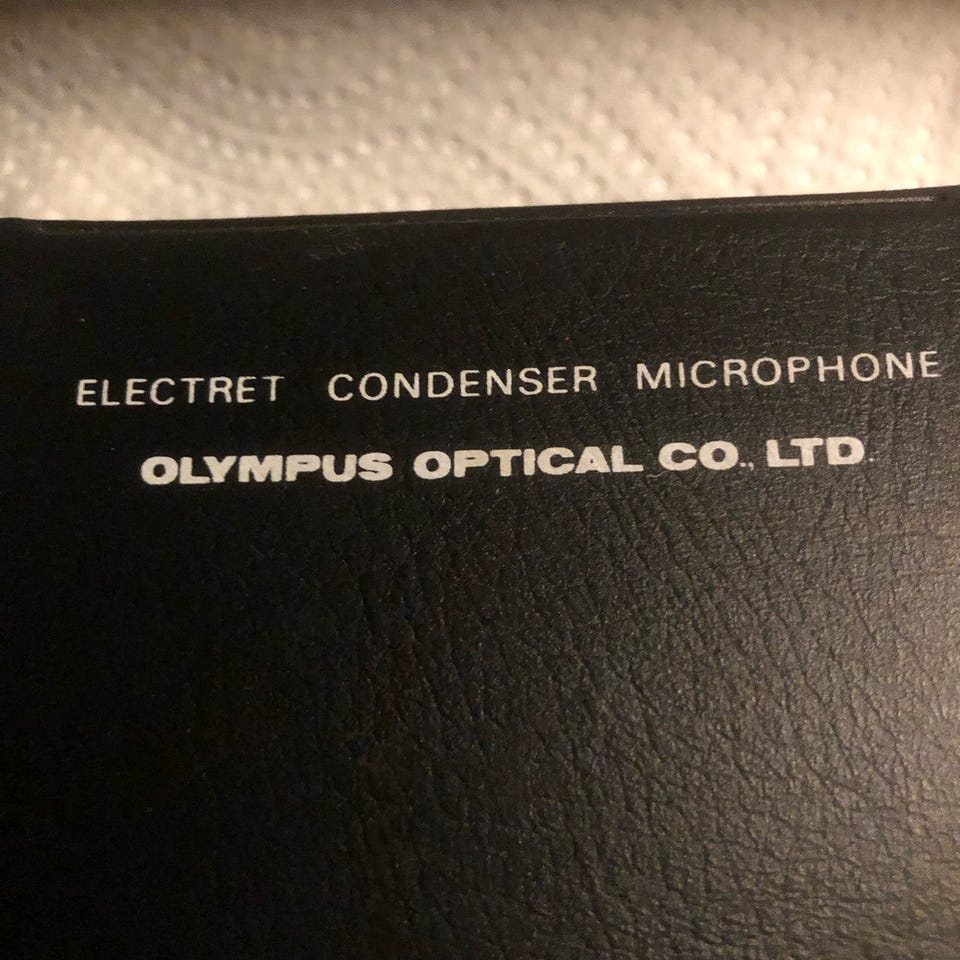 ELECTRET CONDENSER MICROPHONE
OLYMPUS OPTICAL CO., LTD.